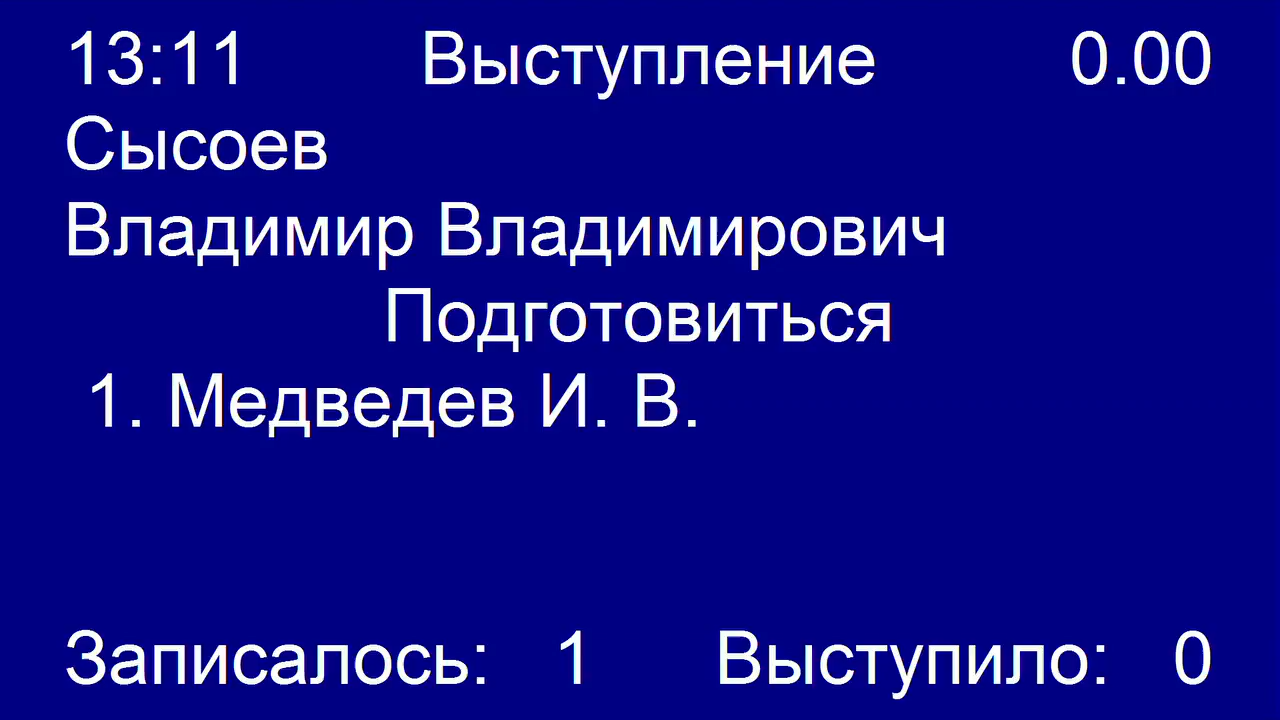 13:11 Выступление 0.00
Сысоев
Владимир Владимирович
Подготовиться
1. Медведев И. В.
Записалось: 1 Выступило: 0